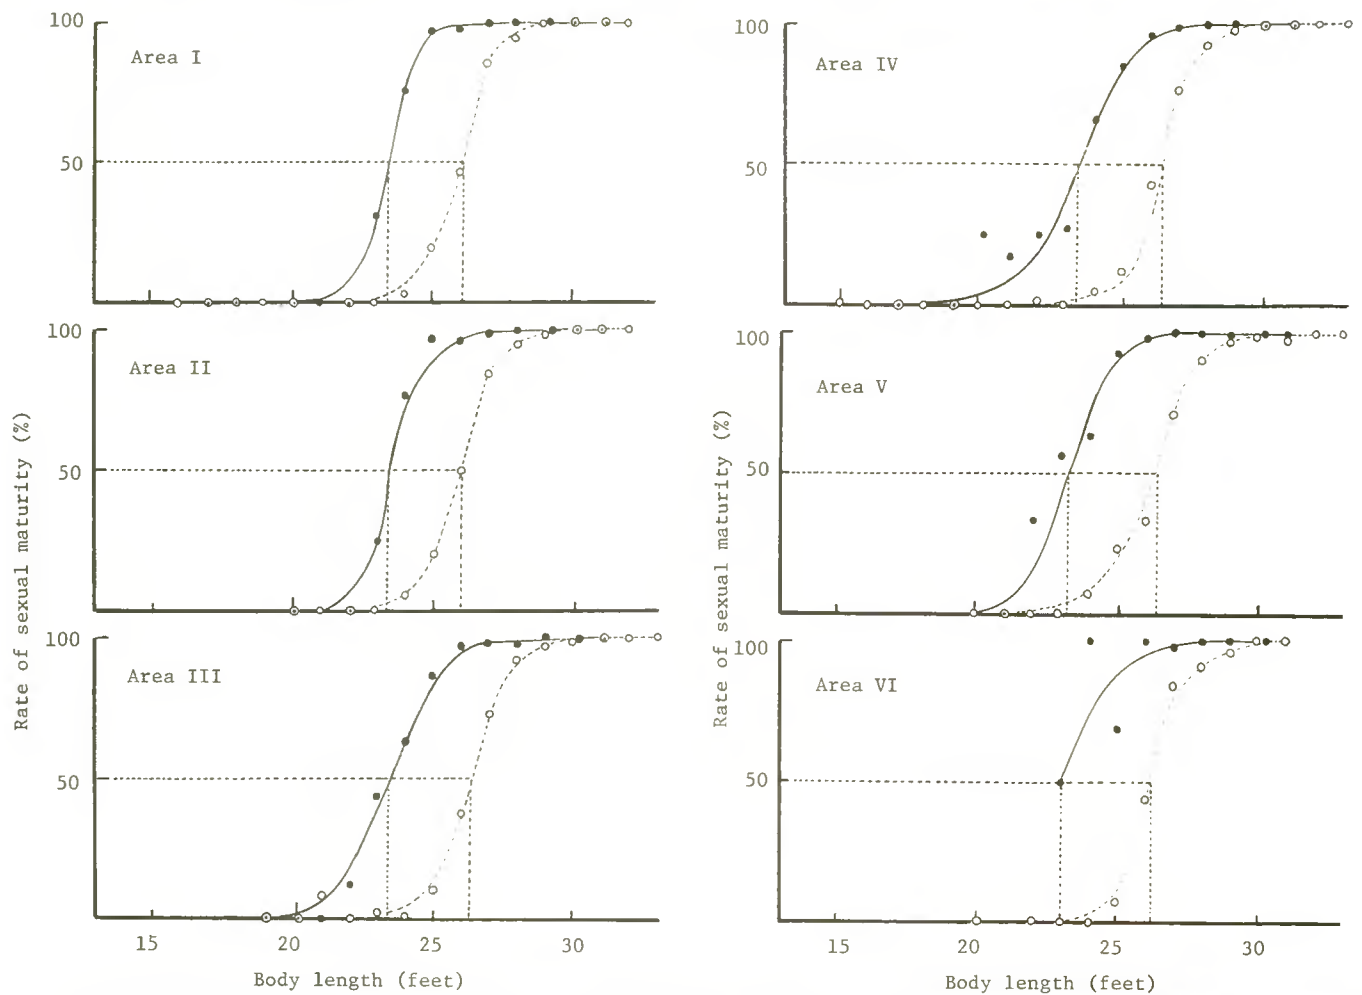 100
Area I
50
100
Area II
50
100
Area III
50
15 20 25 30
Body length (feet)
Rate of sexual maturity (%)
100
Area IV
50
100
Area V
50
100
Area VI
50
15 20 25 30
Body length (feet)
Rate of sexual maturity (%)